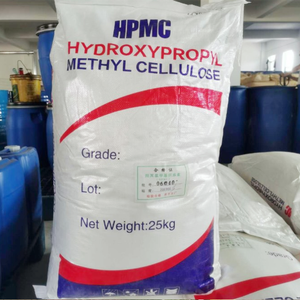 HPMC
HYDROXYPROPYL
METHYL CELLULOSE
Grade:
Lot:
Net Weight:25kg